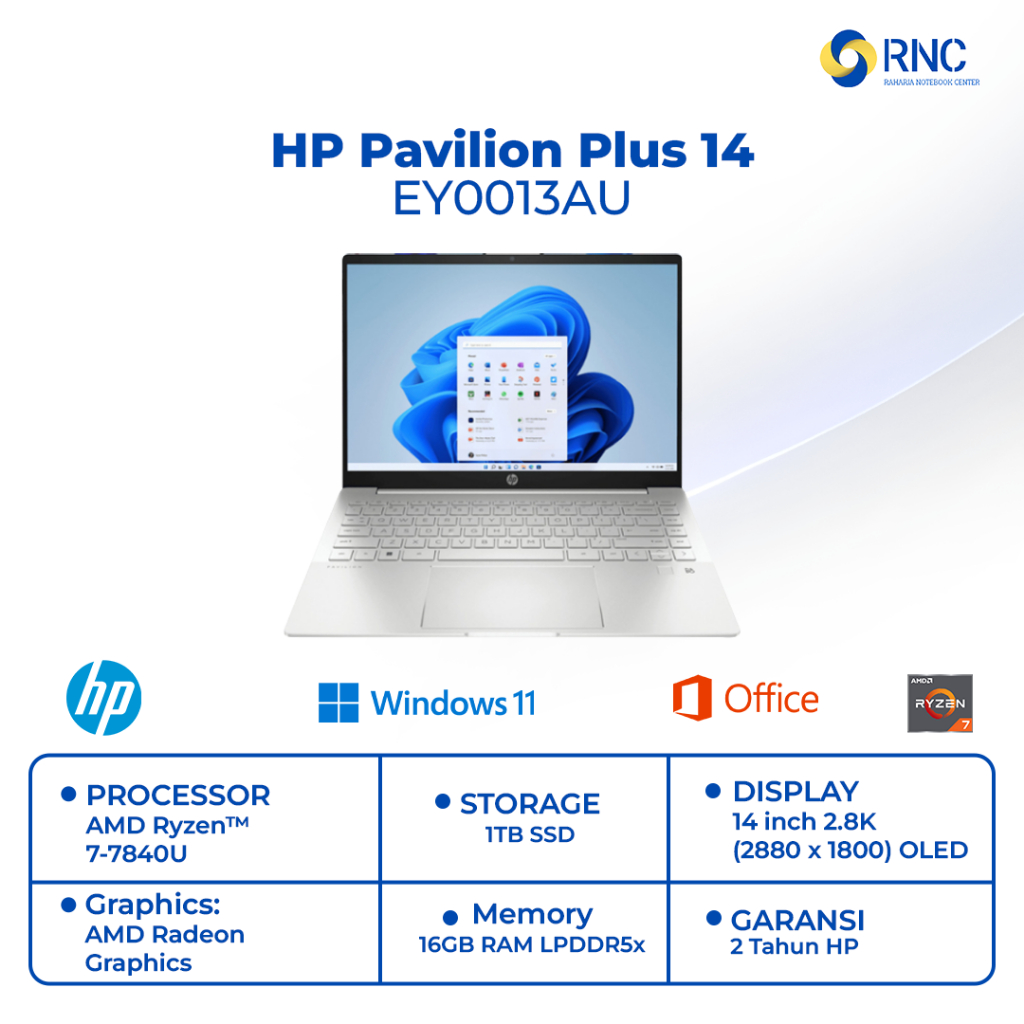 RNC
RAHARJA NOTEBOOK CENTER
HP Pavilion Plus 14
EY0013AU
hp
Windows 11
Office
AMD
RYZEN
7
PROCESSOR
AMD Ryzen™
7-7840U
STORAGE
1TB SSD
DISPLAY
14 inch 2.8K
(2880 x 1800) OLED
Graphics:
AMD Radeon
Graphics
Memory
16GB RAM LPDDR5x
GARANSI
2 Tahun HP